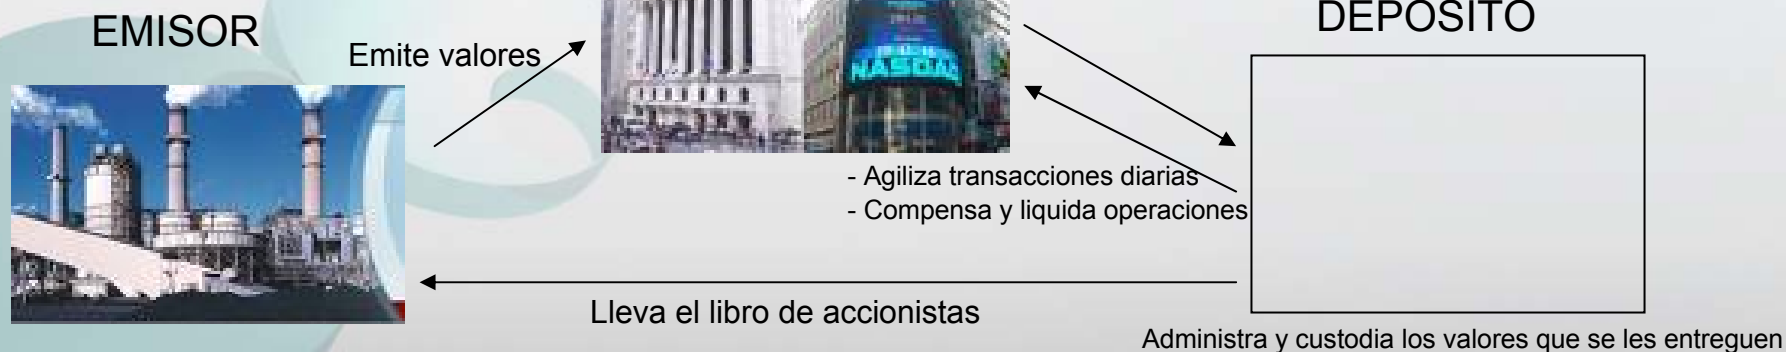 EMISOR
Emite valores
NASDAQ
DEPÓSITO
- Agiliza transacciones diarias
- Compensa y liquida operaciones
Lleva el libro de accionistas
Administra y custodia los valores que se les entreguen